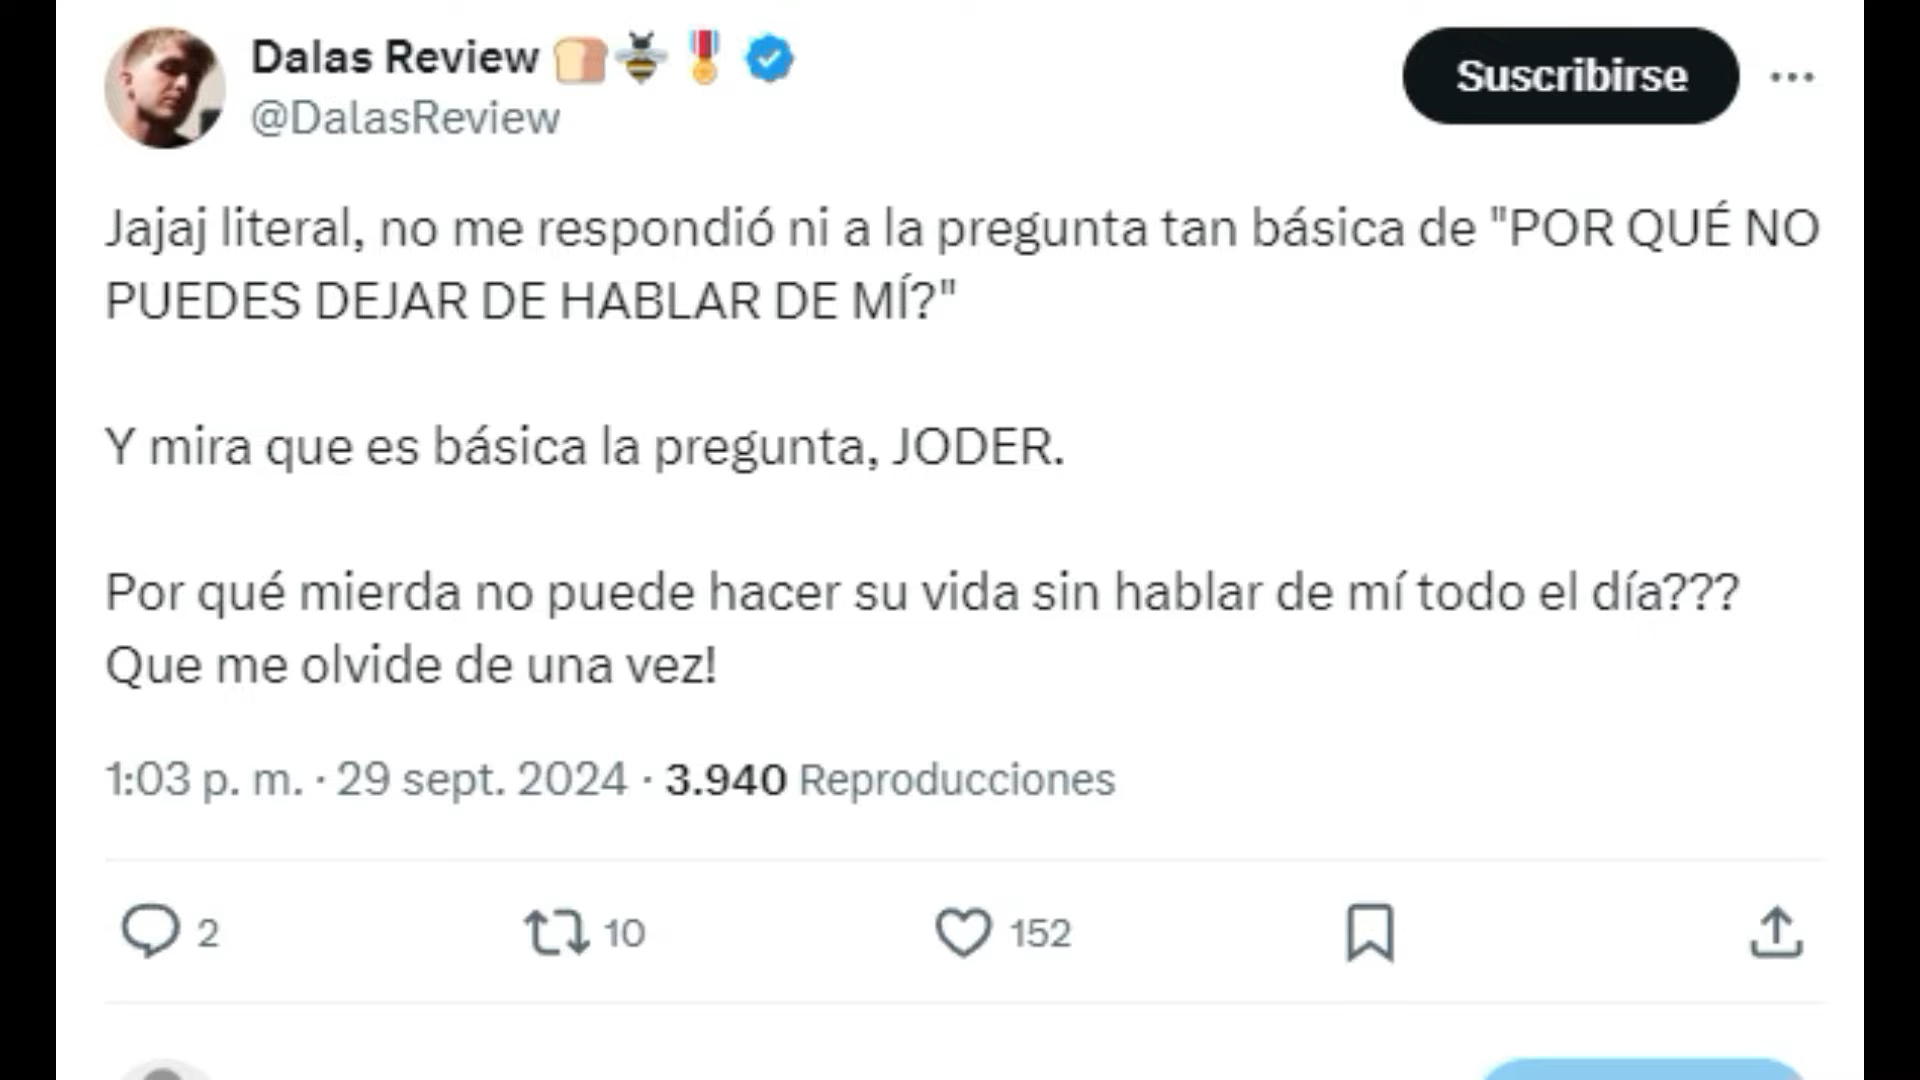 Dalas Review
@DalasReview
Suscribirse
Jajaj literal, no me respondió ni a la pregunta tan básica de "POR QUÉ NO
PUEDES DEJAR DE HABLAR DE MÍ?"
Y mira que es básica la pregunta, JODER.
Por qué mierda no puede hacer su vida sin hablar de mí todo el día???
Que me olvide de una vez!
1:03 p. m. · 29 sept. 2024 · 3.940 Reproducciones
2 10 152